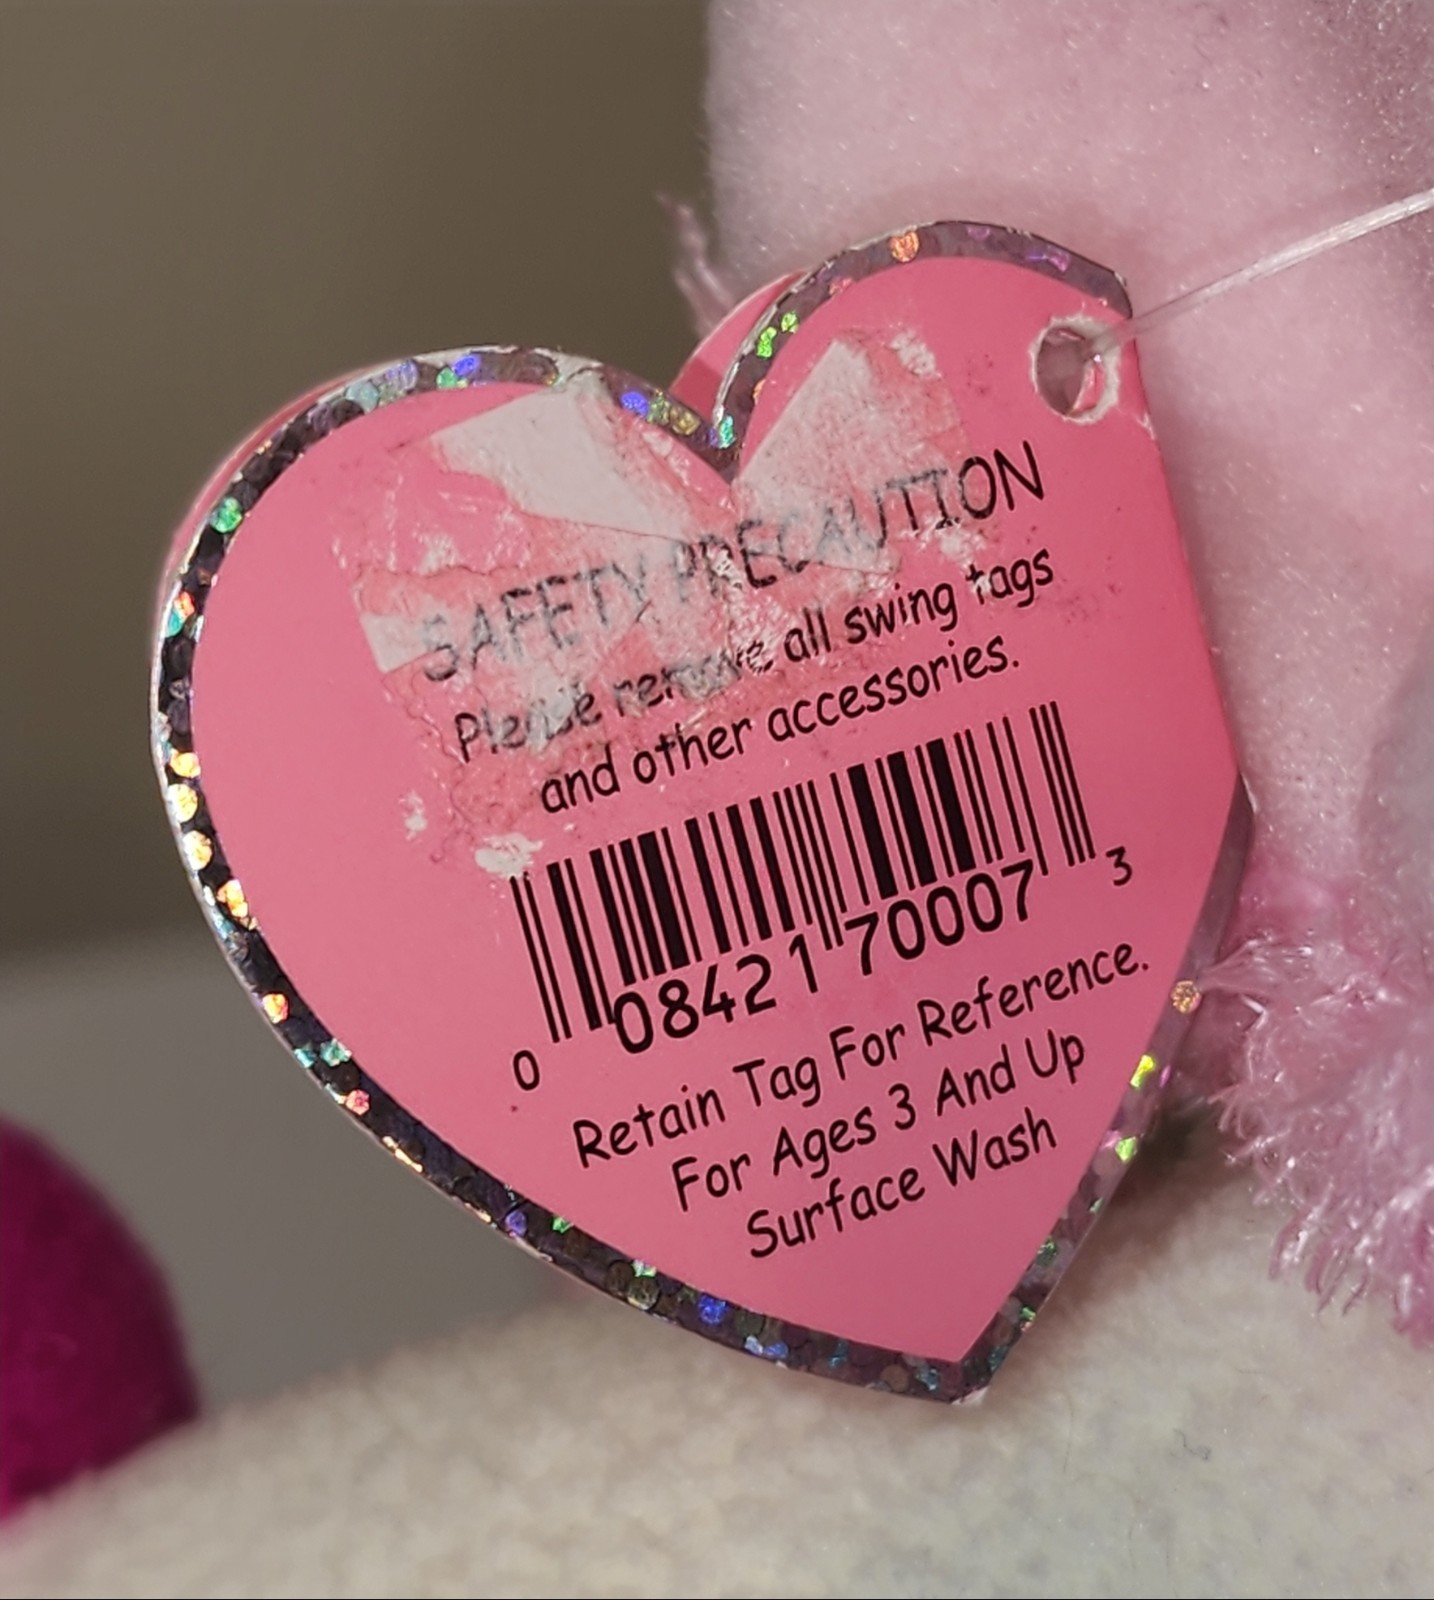 SAFETY PRECAUTION
Please remove all swing tags
and other accessories.
0 08421 70007 3
Retain Tag For Reference.
For Ages 3 And Up
Surface Wash